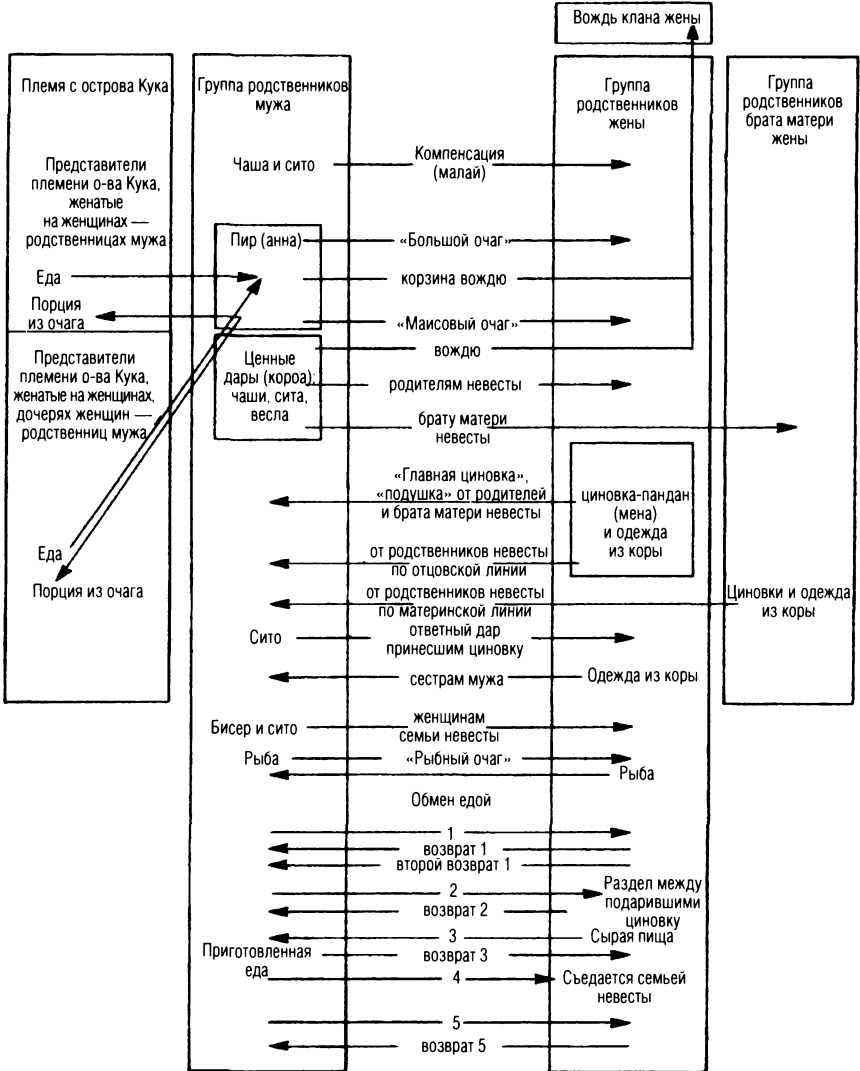 Вождь клана жены
Племя с острова Кука
Группа родственников
мужа
Группа
родственников
жены
Группа
родственников
брата матери
жены
Представители
племени о-ва Кука,
женатые
на женщинах —
родственницах мужа
Чаша и сито
Компенсация
(малай)
Пир (анна)
«Большой очаг»
Еда
корзина вождю
Порция
из очага
«Маисовый очаг»
вождю
Представители
племени о-ва Кука,
женатые на женщинах,
дочерях женщин —
родственниц мужа
Ценные
дары (короа):
чаши, сита,
весла
родителям невесты
брату матери
невесты
«Главная циновка»,
«подушка» от родителей
и брата матери невесты
циновка-пандан
(мена)
и одежда
из коры
Еда
от родственников невесты
по отцовской линии
Порция из очага
от родственников невесты
по материнской линии
Циновки и одежда
из коры
Сито
ответный дар
принесшим циновку
сестрам мужа
Одежда из коры
Бисер и сито
женщинам
семьи невесты
Рыба
«Рыбный очаг»
Рыба
Обмен едой
1
возврат 1
второй возврат 1
2
Раздел между
подарившими
циновку
возврат 2
3
Сырая пища
Приготовленная
еда
возврат 3
4
Съедается семьей
невесты
5
возврат 5